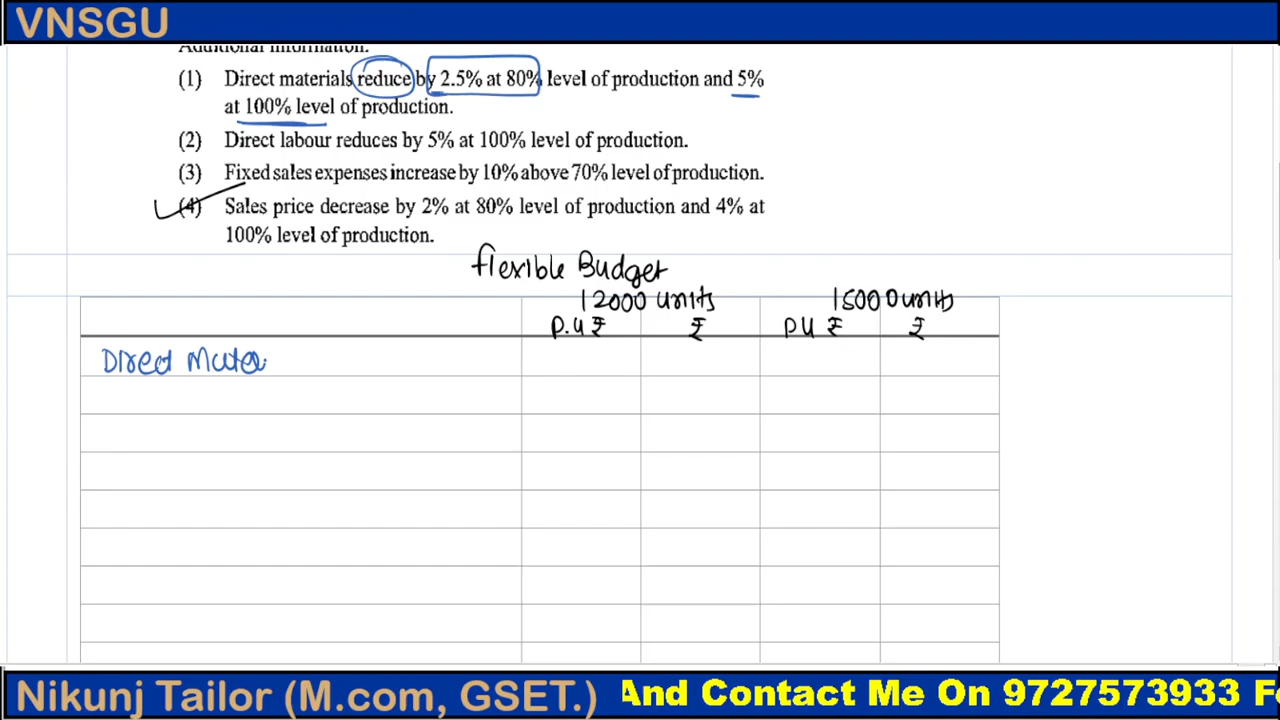 VNSGU
Additional information.
(1) Direct materials reduce by 2.5% at 80% level of production and 5%
at 100% level of production.
(2) Direct labour reduces by 5% at 100% level of production.
(3) Fixed sales expenses increase by 10% above 70% level of production.
(4) Sales price decrease by 2% at 80% level of production and 4% at
100% level of production.
flexible Budget
12000 units 15000 units
P.U ₹ ₹ PU ₹ ₹
Direct Mate
Nikunj Tailor (M.com, GSET.) And Contact Me On 9727573933 F